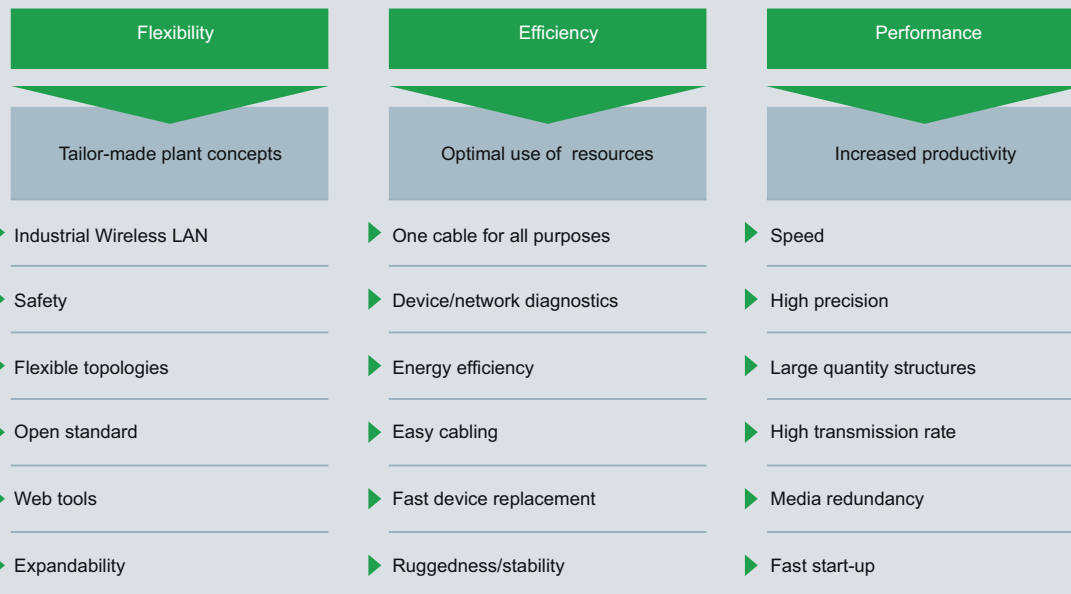 Flexibility
Tailor-made plant concepts
Industrial Wireless LAN
Safety
Flexible topologies
Open standard
Web tools
Expandability
Efficiency
Optimal use of resources
One cable for all purposes
Device/network diagnostics
Energy efficiency
Easy cabling
Fast device replacement
Ruggedness/stability
Performance
Increased productivity
Speed
High precision
Large quantity structures
High transmission rate
Media redundancy
Fast start-up